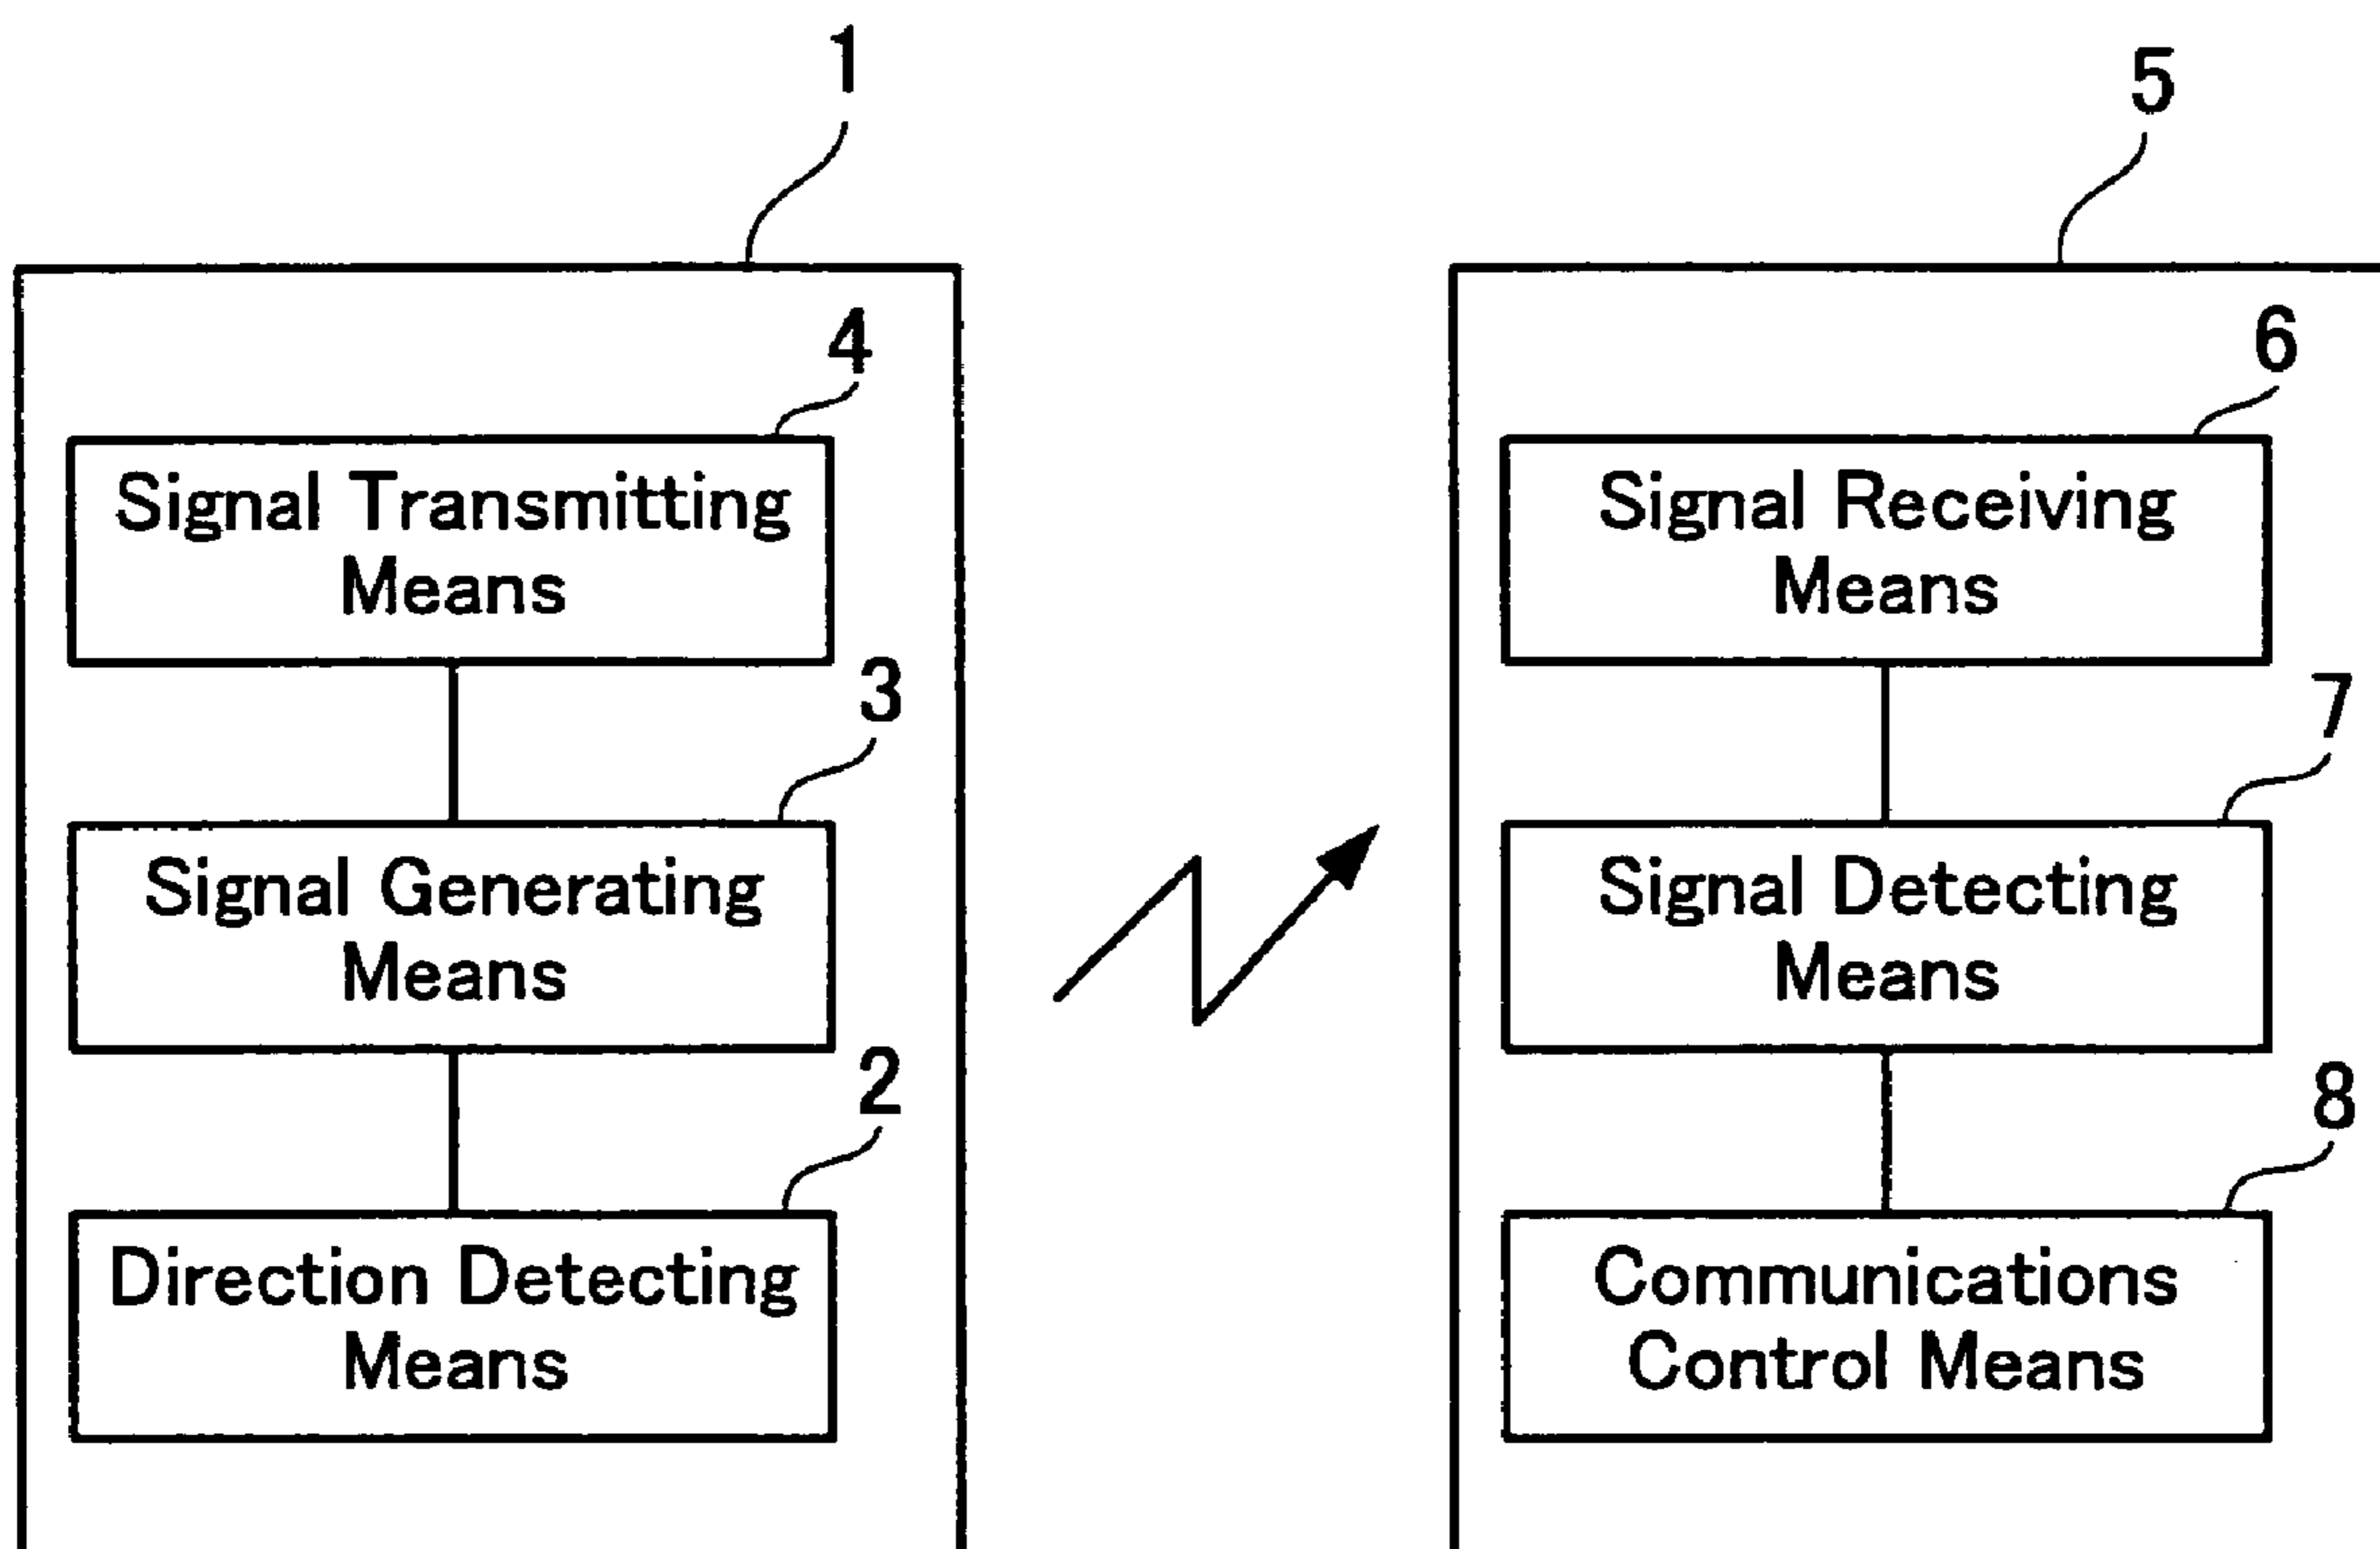 1
5
4
Signal Transmitting
Means
3
Signal Generating
Means
2
Direction Detecting
Means
6
Signal Receiving
Means
7
Signal Detecting
Means
8
Communications
Control Means